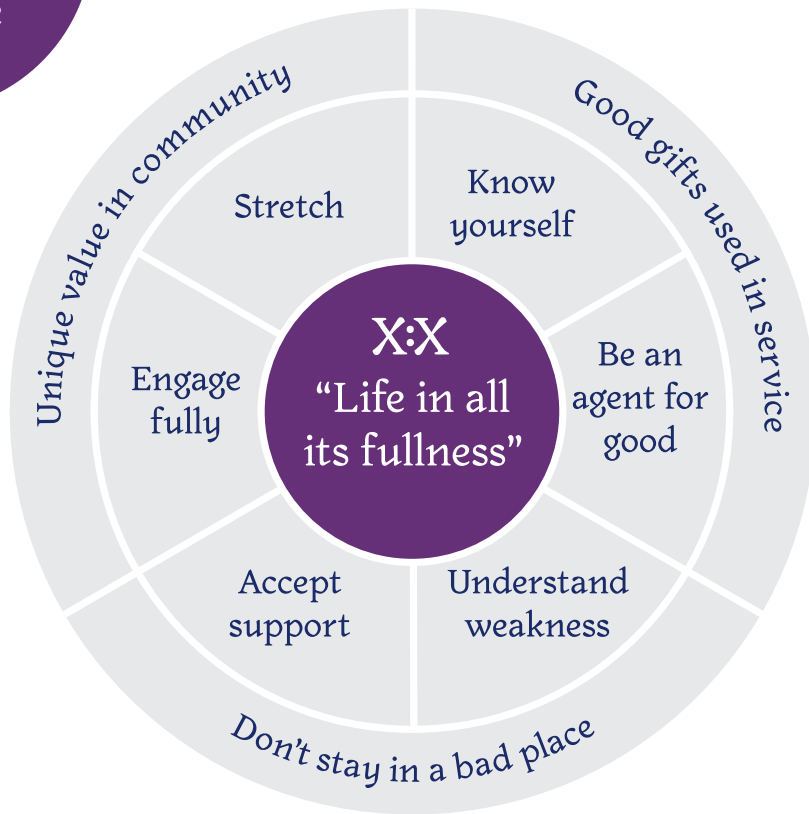 X:X
“Life in all
its fullness”
Good gifts used in service
Know
yourself
Be an
agent for
good
Don't stay in a bad place
Understand
weakness
Accept
support
Unique value in community
Engage
fully
Stretch